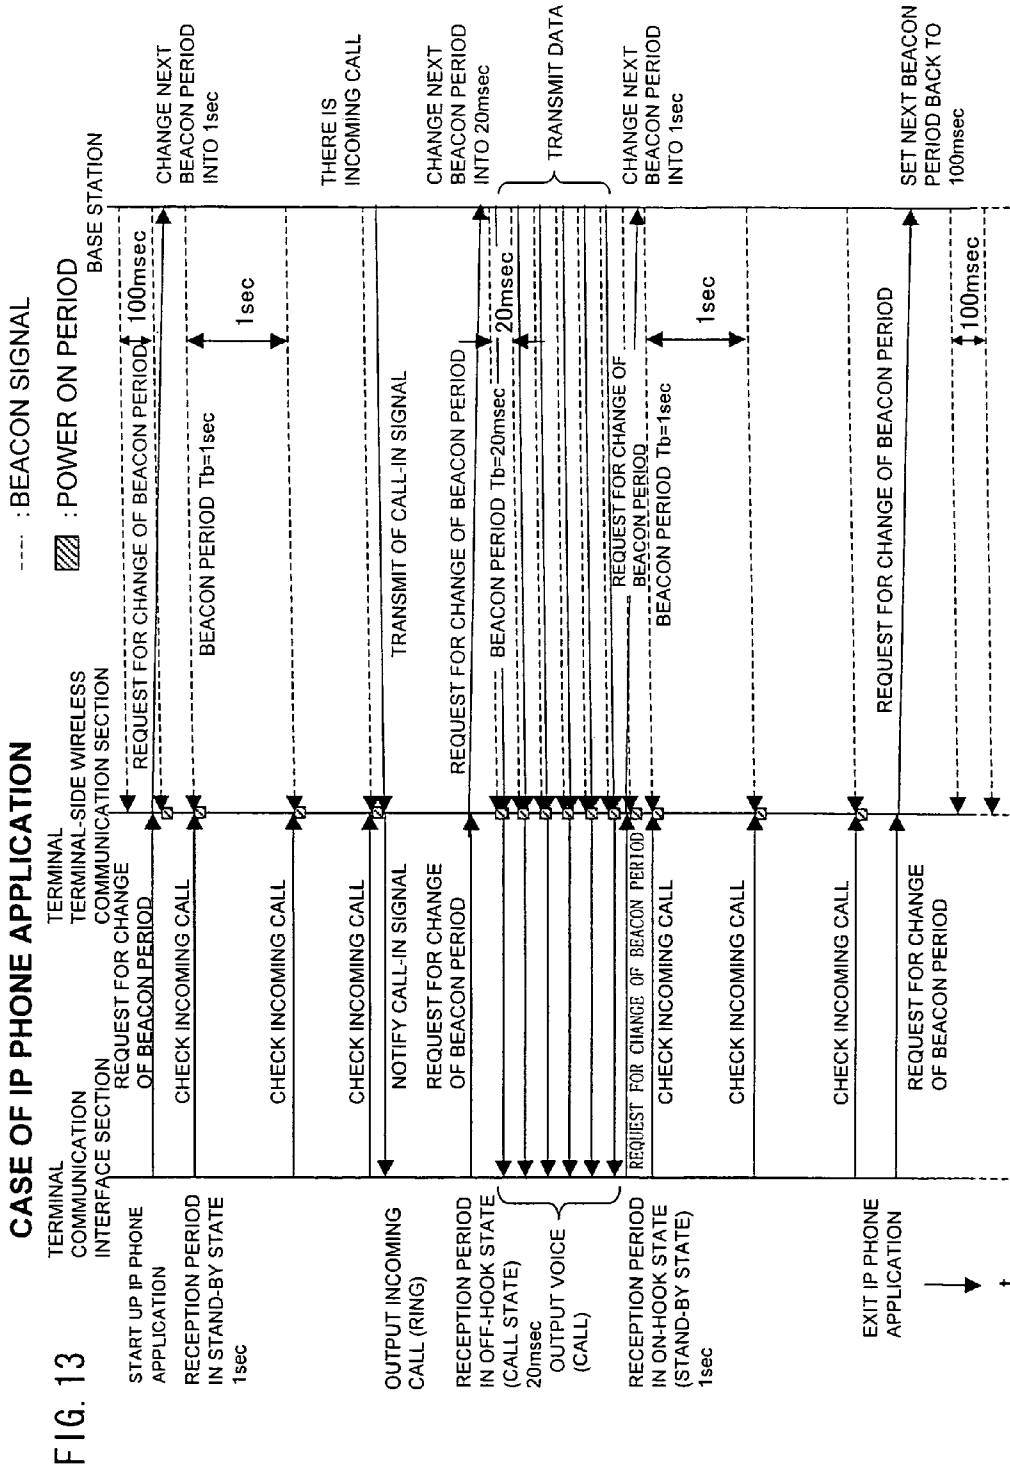 FIG. 13
CASE OF IP PHONE APPLICATION
---- : BEACON SIGNAL
: POWER ON PERIOD
TERMINAL
COMMUNICATION
INTERFACE SECTION
TERMINAL
TERMINAL-SIDE WIRELESS
COMMUNICATION SECTION
BASE STATION
START UP IP PHONE
APPLICATION
REQUEST FOR CHANGE
OF BEACON PERIOD
REQUEST FOR CHANGE OF BEACON PERIOD
100msec
CHANGE NEXT
BEACON PERIOD
INTO 1sec
RECEPTION PERIOD
IN STAND-BY STATE
1sec
CHECK INCOMING CALL
BEACON PERIOD Tb=1sec
1sec
CHECK INCOMING CALL
CHECK INCOMING CALL
THERE IS
INCOMING CALL
OUTPUT INCOMING
CALL (RING)
NOTIFY CALL-IN SIGNAL
TRANSMIT OF CALL-IN SIGNAL
REQUEST FOR CHANGE
OF BEACON PERIOD
REQUEST FOR CHANGE OF BEACON PERIOD
CHANGE NEXT
BEACON PERIOD
INTO 20msec
RECEPTION PERIOD
IN OFF-HOOK STATE
(CALL STATE)
20msec
BEACON PERIOD Tb=20msec
20msec
OUTPUT VOICE
(CALL)
TRANSMIT DATA
REQUEST FOR CHANGE OF BEACON PERIOD
REQUEST FOR CHANGE OF
BEACON PERIOD
CHANGE NEXT
BEACON PERIOD
INTO 1sec
RECEPTION PERIOD
IN ON-HOOK STATE
(STAND-BY STATE)
1sec
CHECK INCOMING CALL
BEACON PERIOD Tb=1sec
1sec
CHECK INCOMING CALL
CHECK INCOMING CALL
EXIT IP PHONE
APPLICATION
REQUEST FOR CHANGE
OF BEACON PERIOD
REQUEST FOR CHANGE OF BEACON PERIOD
SET NEXT BEACON
PERIOD BACK TO
100msec
100msec
t